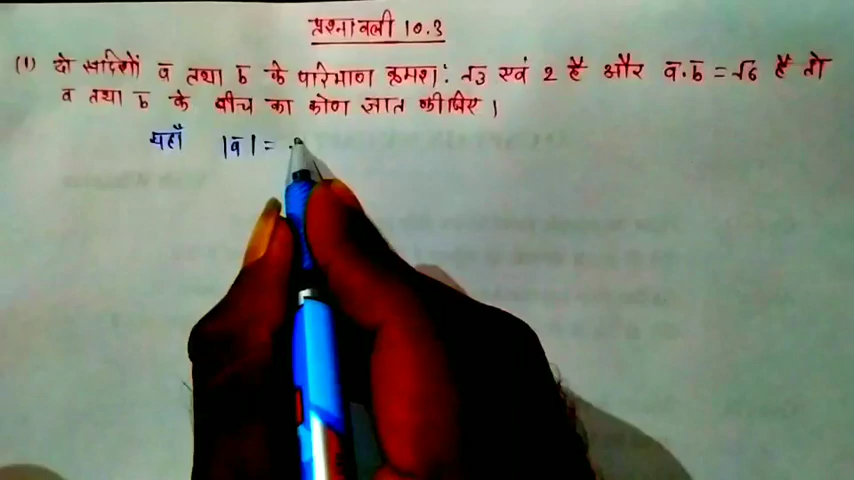 प्रश्नावली 10.3
(1) दो सदिशों a̅ तथा b̅ के परिमाण क्रमश: √3 एवं 2 है और a̅.b̅ = √6 है तो
a̅ तथा b̅ के बीच का कोण ज्ञात कीजिए।
यहाँ |a̅| =